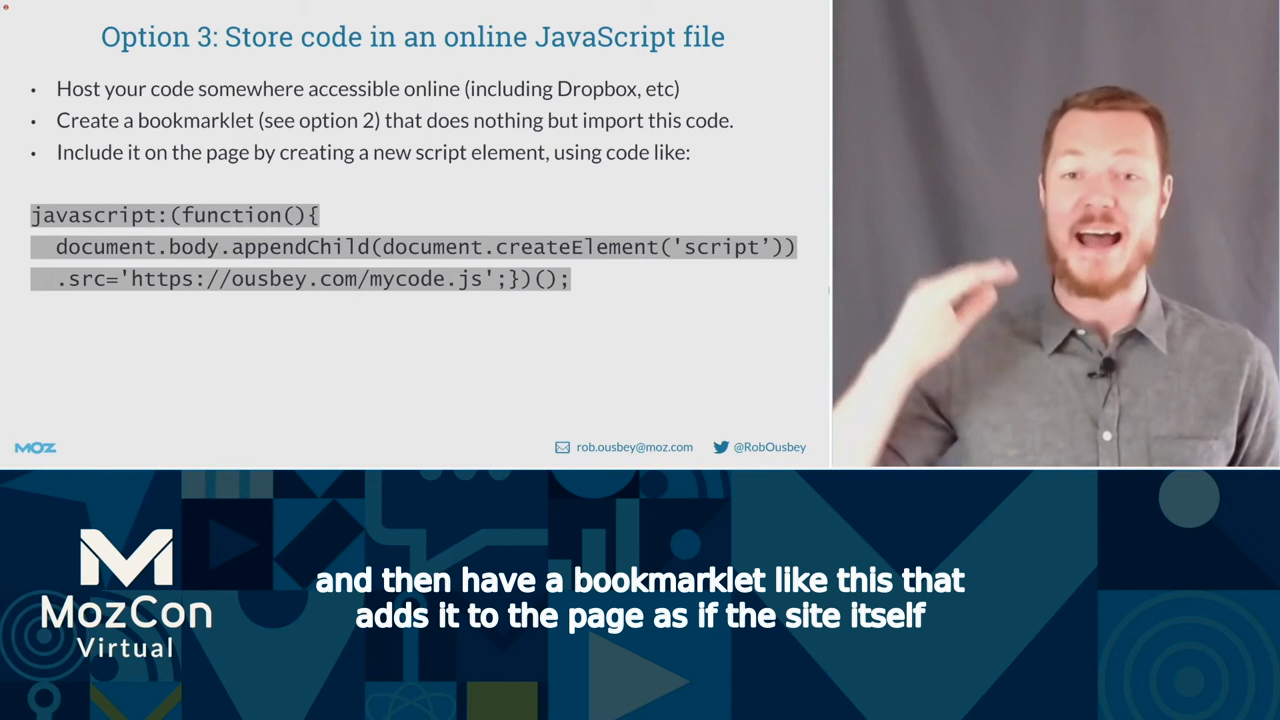 Option 3: Store code in an online JavaScript file
• Host your code somewhere accessible online (including Dropbox, etc)
• Create a bookmarklet (see option 2) that does nothing but import this code.
• Include it on the page by creating a new script element, using code like:
javascript:(function(){
document.body.appendChild(document.createElement('script’))
.src='https://ousbey.com/mycode.js';})();
MOZ
rob.ousbey@moz.com
@RobOusbey
M
MozCon
Virtual
and then have a bookmarklet like this that
adds it to the page as if the site itself